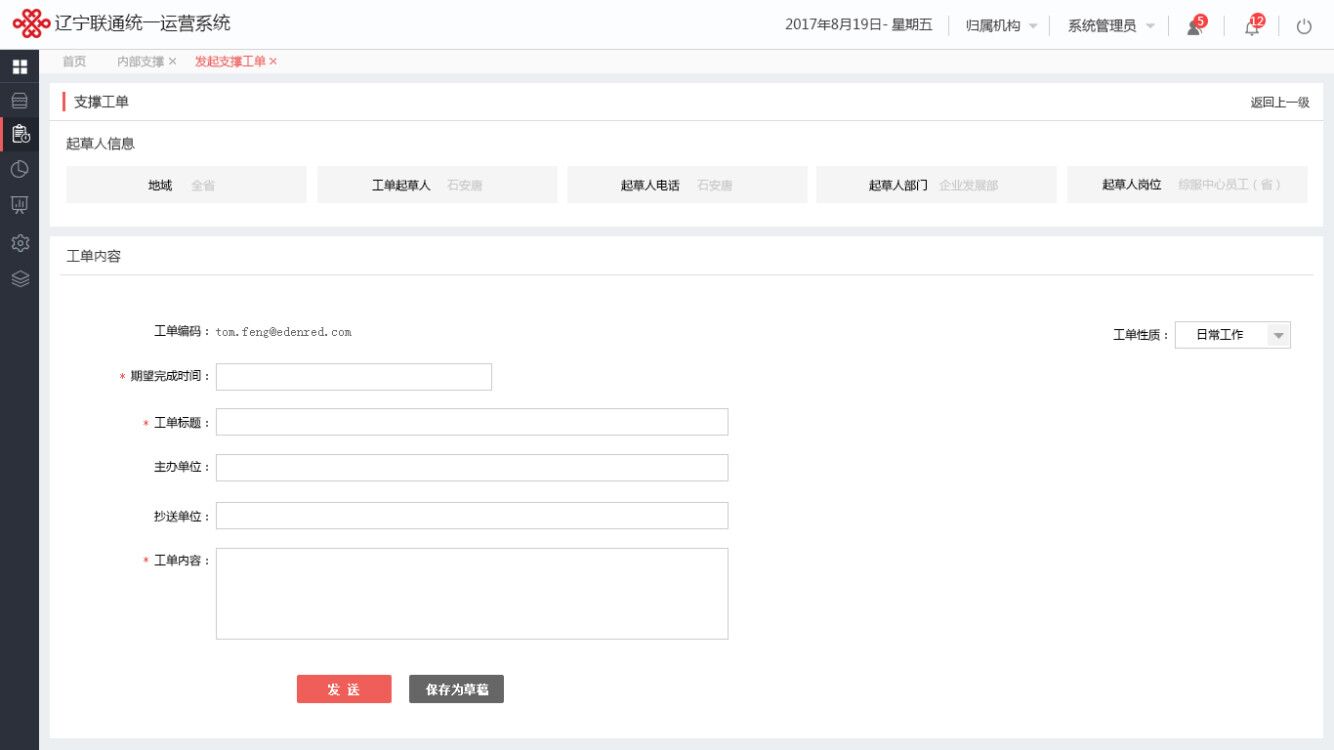 辽宁联通统一运营系统 2017年8月19日- 星期五 归属机构 系统管理员 5 12
首页 内部支撑 × 发起支撑工单 ×
支撑工单 返回上一级
起草人信息
地域 全省 工单起草人 石安唐 起草人电话 石安唐 起草人部门 企业发展部 起草人岗位 综服中心员工（省）
工单内容
工单编码： tom.feng@edenred.com 工单性质： 日常工作
* 期望完成时间：
* 工单标题：
主办单位：
抄送单位：
* 工单内容：
发 送 保存为草稿